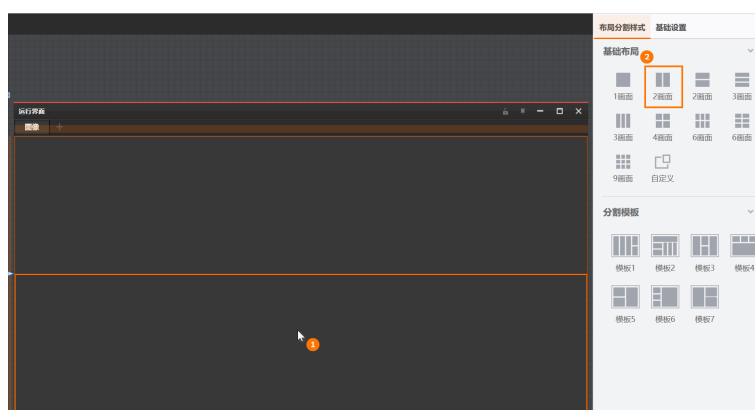 布局分割样式 基础设置
基础布局
2
1画面 2画面 2画面 3画面
3画面 4画面 6画面 6画面
9画面 自定义
分割模板
模板1 模板2 模板3 模板4
模板5 模板6 模板7
运行界面
图像 +
1